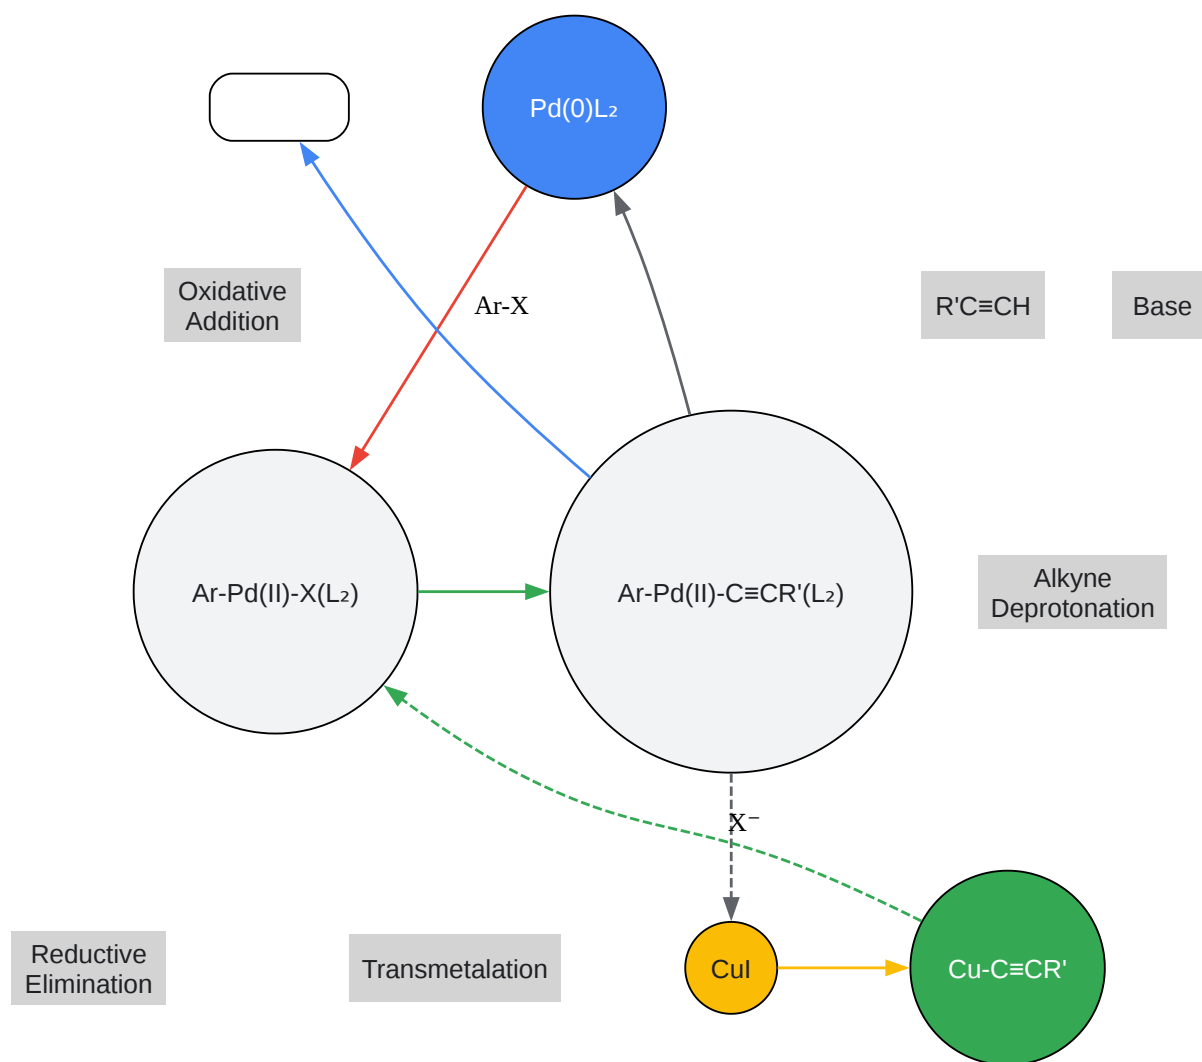 Pd(0)L₂
Oxidative
Addition
Ar-X
R'C≡CH
Base
Ar-Pd(II)-X(L₂)
Ar-Pd(II)-C≡CR'(L₂)
Alkyne
Deprotonation
X⁻
Reductive
Elimination
Transmetalation
CuI
Cu-C≡CR'